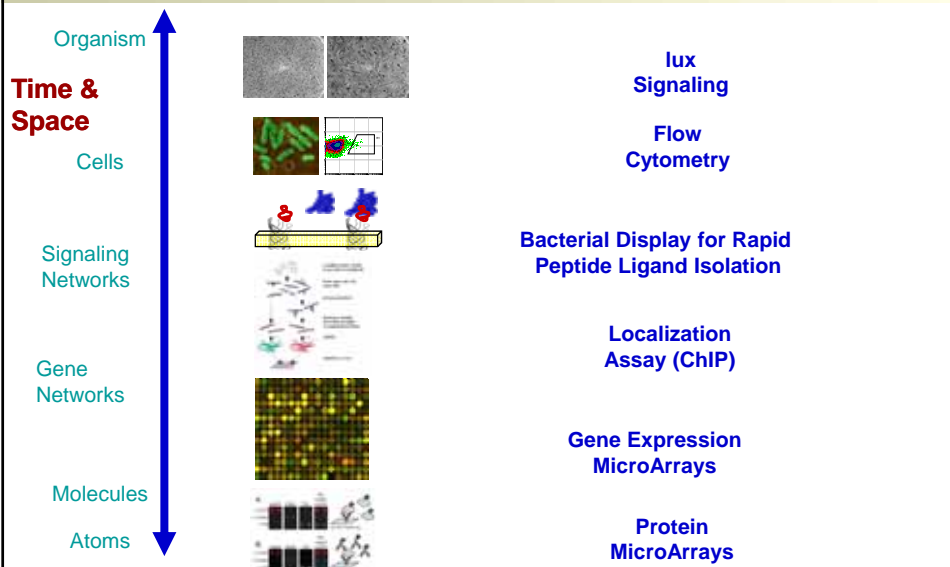 Organism
Time &
Space
Cells
Signaling
Networks
Gene
Networks
Molecules
Atoms
lux
Signaling
Flow
Cytometry
Bacterial Display for Rapid
Peptide Ligand Isolation
Localization
Assay (ChIP)
Gene Expression
MicroArrays
Protein
MicroArrays